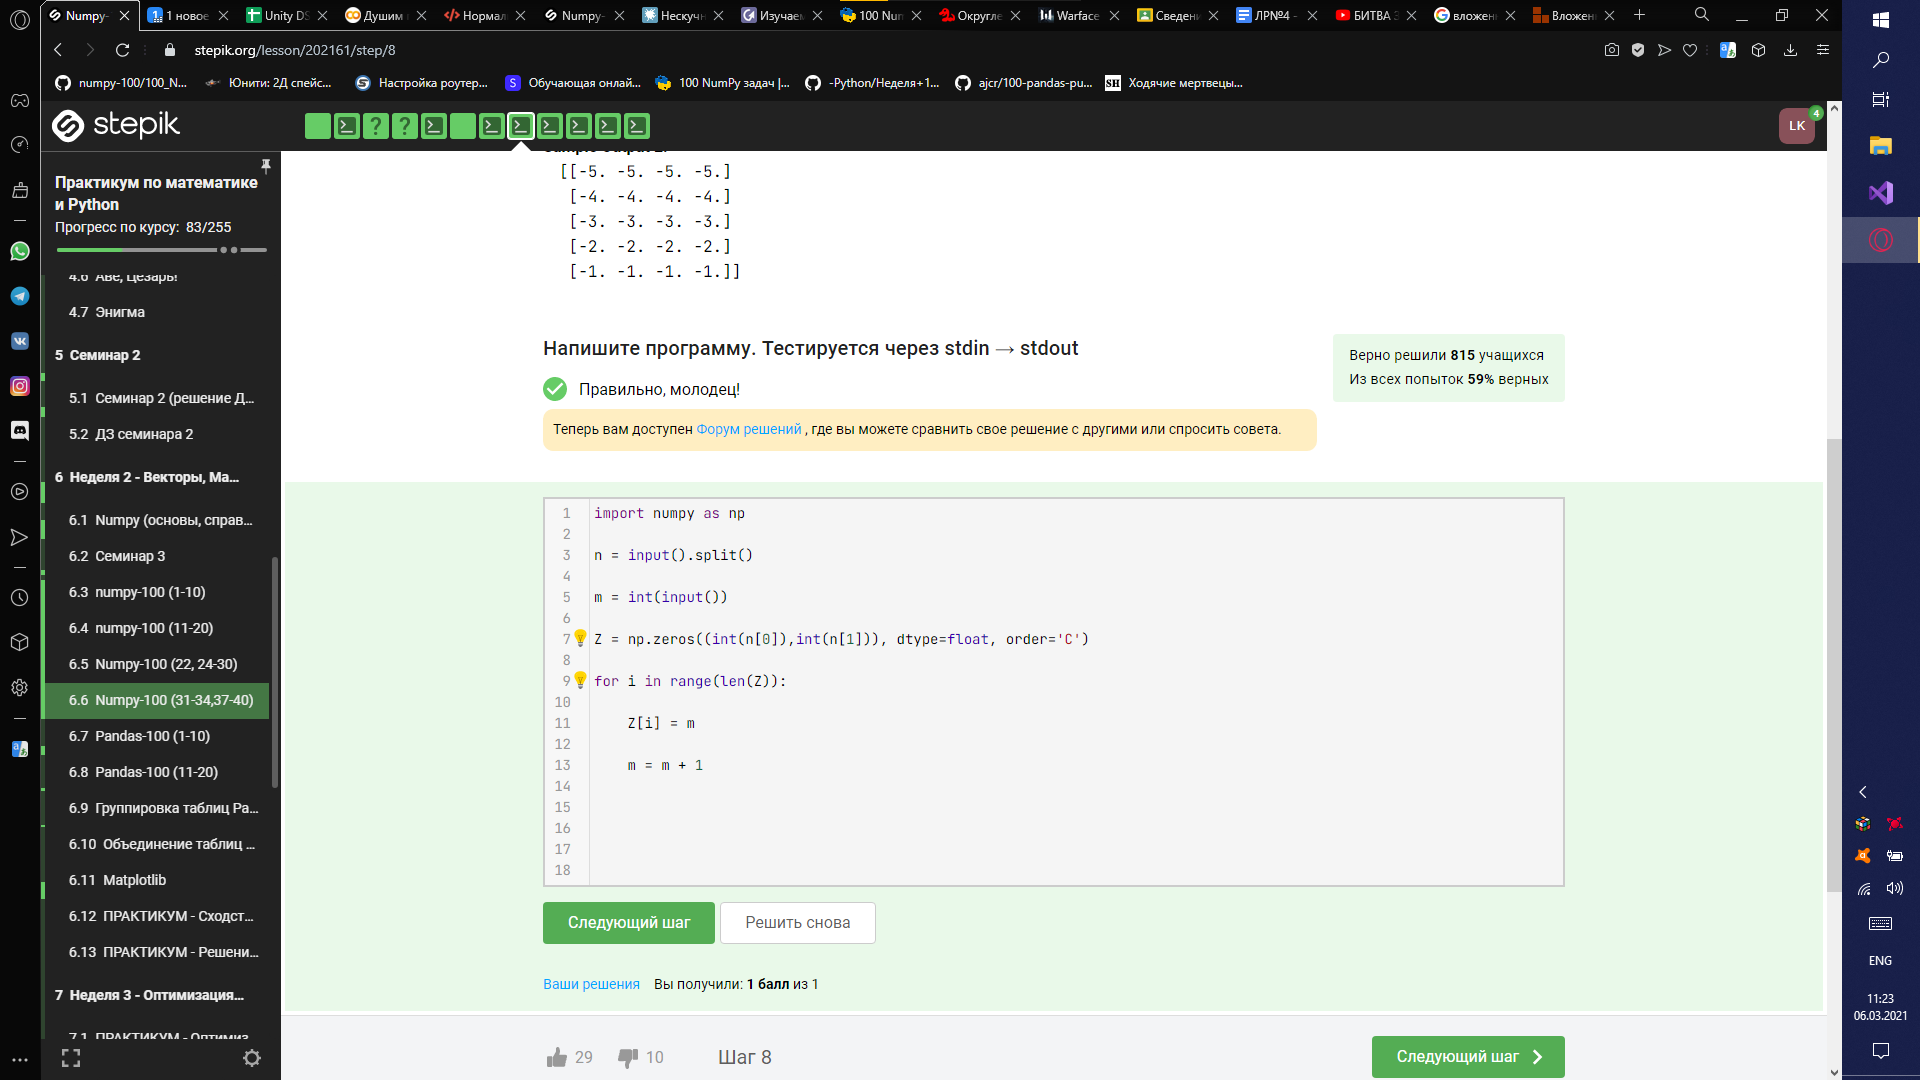 Numpy-
1 новое
Unity DS
Душим
Нормал
Numpy-
Нескучн
Изучаем
100 Num
Округле
Warface
Сведени
ЛР№4 -
БИТВА З
вложен
Вложен
stepik.org/lesson/202161/step/8
numpy-100/100_N...
Юнити: 2Д спейс...
Настройка роутер...
Обучающая онлай...
100 NumPy задач |...
-Python/Неделя+1...
ajcr/100-pandas-pu...
Ходячие мертвецы...
stepik
LK
4
Практикум по математике
и Python
Прогресс по курсу: 83/255
4.6 Аве, Цезарь!
4.7 Энигма
5 Семинар 2
5.1 Семинар 2 (решение Д...
5.2 ДЗ семинара 2
6 Неделя 2 - Векторы, Ма...
6.1 Numpy (основы, справ...
6.2 Семинар 3
6.3 numpy-100 (1-10)
6.4 numpy-100 (11-20)
6.5 Numpy-100 (22, 24-30)
6.6 Numpy-100 (31-34,37-40)
6.7 Pandas-100 (1-10)
6.8 Pandas-100 (11-20)
6.9 Группировка таблиц Pa...
6.10 Объединение таблиц ...
6.11 Matplotlib
6.12 ПРАКТИКУМ - Сходст...
6.13 ПРАКТИКУМ - Решени...
7 Неделя 3 - Оптимизация...
7.1 ПРАКТИКУМ - Оптимиз...
Sample Output 2:
[[-5. -5. -5. -5.]
[-4. -4. -4. -4.]
[-3. -3. -3. -3.]
[-2. -2. -2. -2.]
[-1. -1. -1. -1.]]
Напишите программу. Тестируется через stdin → stdout
Правильно, молодец!
Верно решили 815 учащихся
Из всех попыток 59% верных
Теперь вам доступен Форум решений , где вы можете сравнить свое решение с другими или спросить совета.
1 import numpy as np
2
3 n = input().split()
4
5 m = int(input())
6
7 Z = np.zeros((int(n[0]),int(n[1])), dtype=float, order='C')
8
9 for i in range(len(Z)):
10
11 Z[i] = m
12
13 m = m + 1
14
15
16
17
18
Следующий шаг
Решить снова
Ваши решения Вы получили: 1 балл из 1
29
10
Шаг 8
Следующий шаг
ENG
11:23
06.03.2021